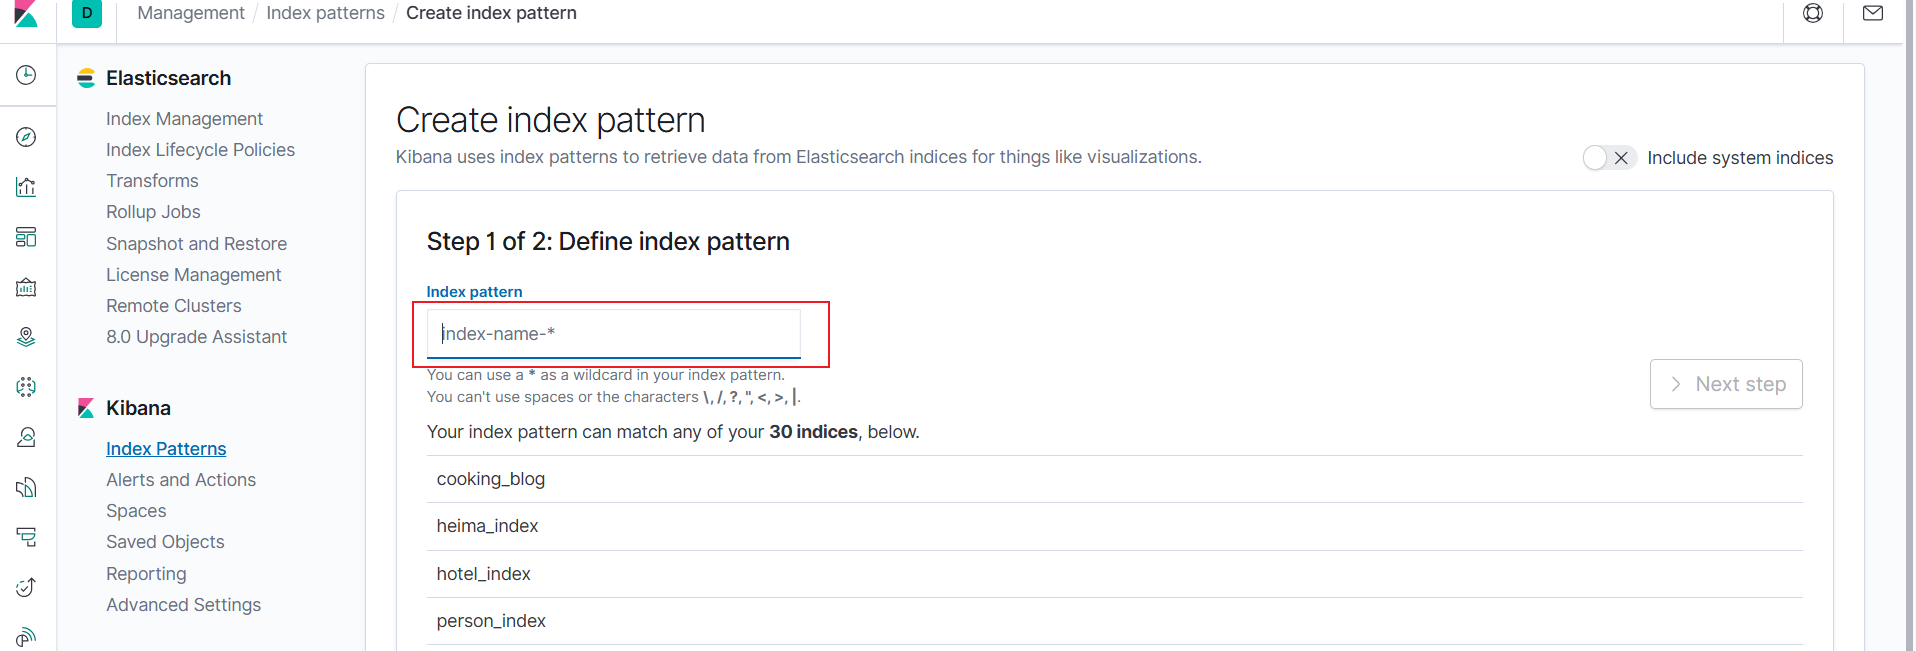 D Management / Index patterns / Create index pattern
Elasticsearch
Index Management
Index Lifecycle Policies
Transforms
Rollup Jobs
Snapshot and Restore
License Management
Remote Clusters
8.0 Upgrade Assistant
Kibana
Index Patterns
Alerts and Actions
Spaces
Saved Objects
Reporting
Advanced Settings
Create index pattern
Kibana uses index patterns to retrieve data from Elasticsearch indices for things like visualizations.
Include system indices
Step 1 of 2: Define index pattern
Index pattern
index-name-*
You can use a * as a wildcard in your index pattern.
You can't use spaces or the characters \, /, ?, ", <, >, |.
Next step
Your index pattern can match any of your 30 indices, below.
cooking_blog
heima_index
hotel_index
person_index